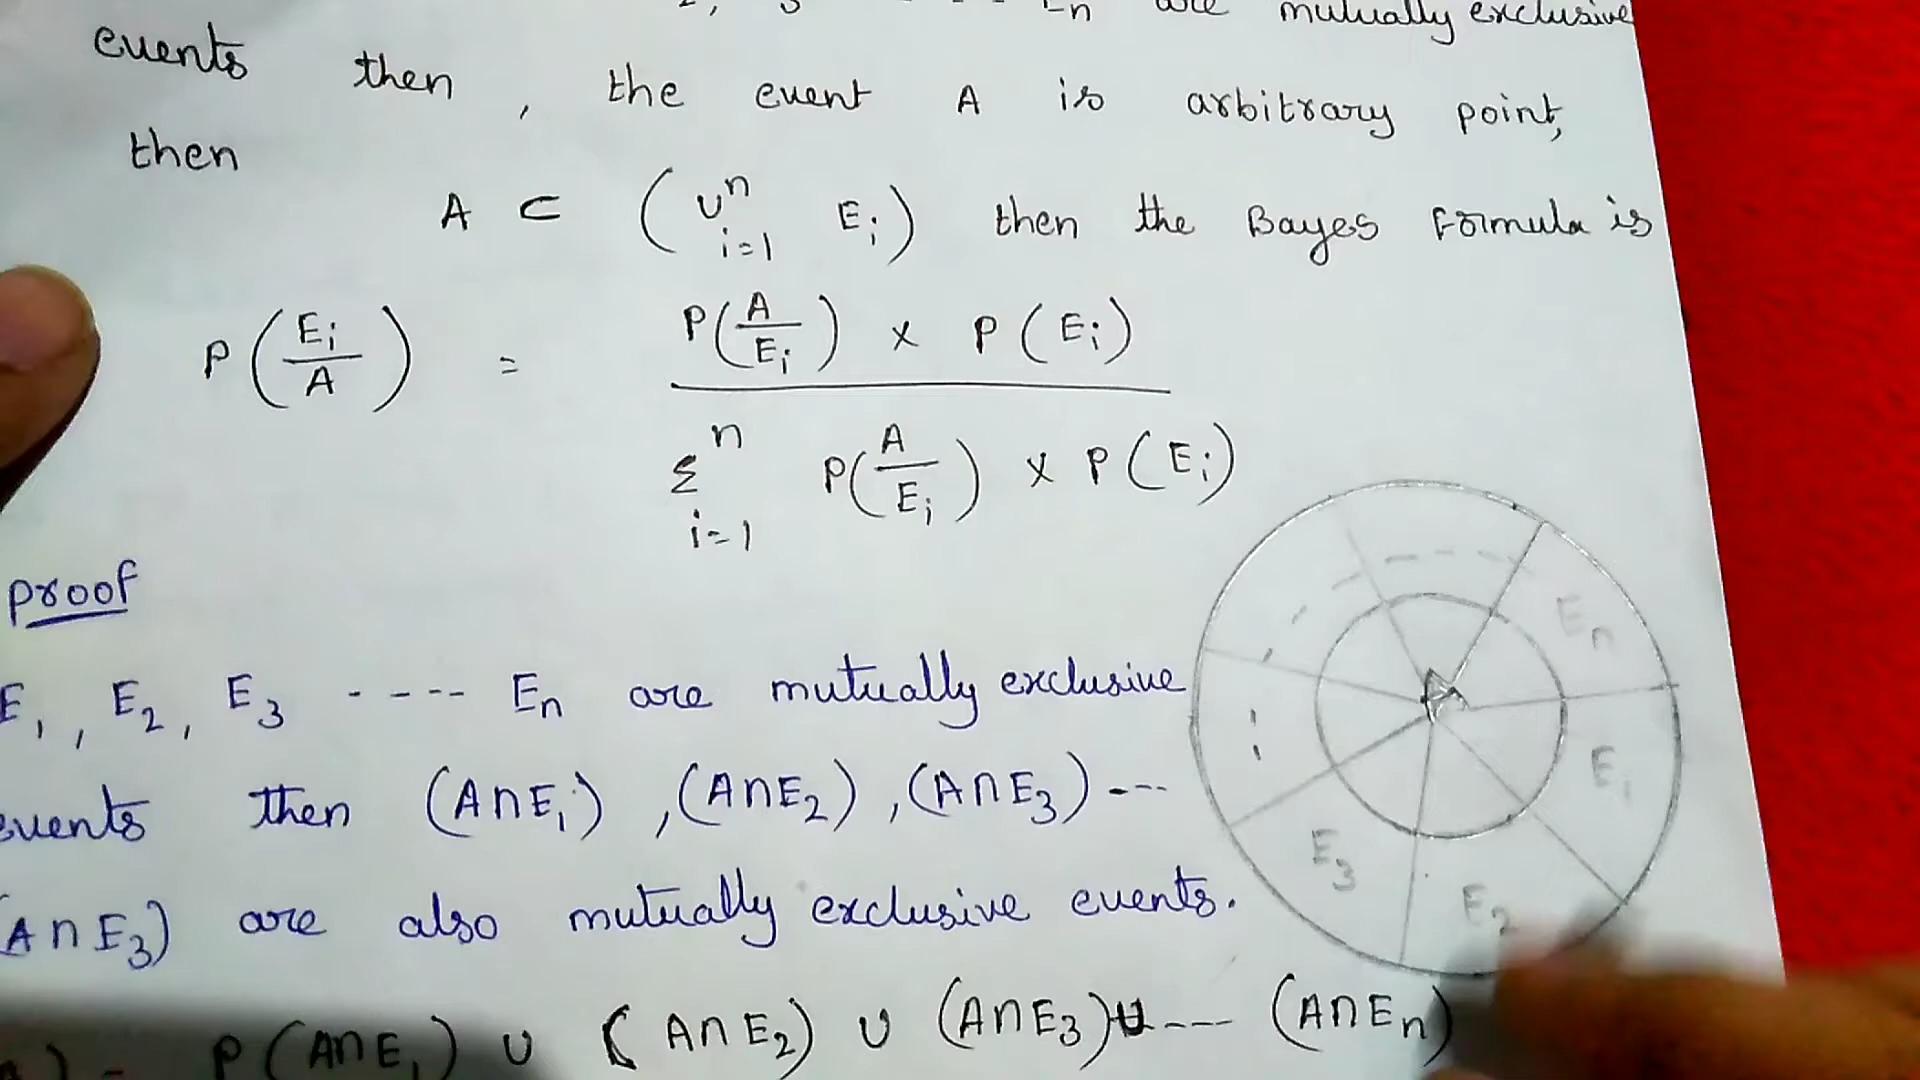 En are mutually exclusive
events then , the event A is arbitrary point,
then
A ⊂ (∪ⁿ i=1 Ei) then the Bayes Formula is
P(Ei/A) = P(A/Ei) x P(Ei)
Σ n i=1 P(A/Ei) x P(Ei)
proof
E1, E2, E3 ----- En are mutually exclusive
events then (A∩E1), (A∩E2), (A∩E3) ---
(A∩E3) are also mutually exclusive events.
P(A∩E1) ∪ (A∩E2) ∪ (A∩E3)∪---- (A∩En)
En
E1
E3
E2